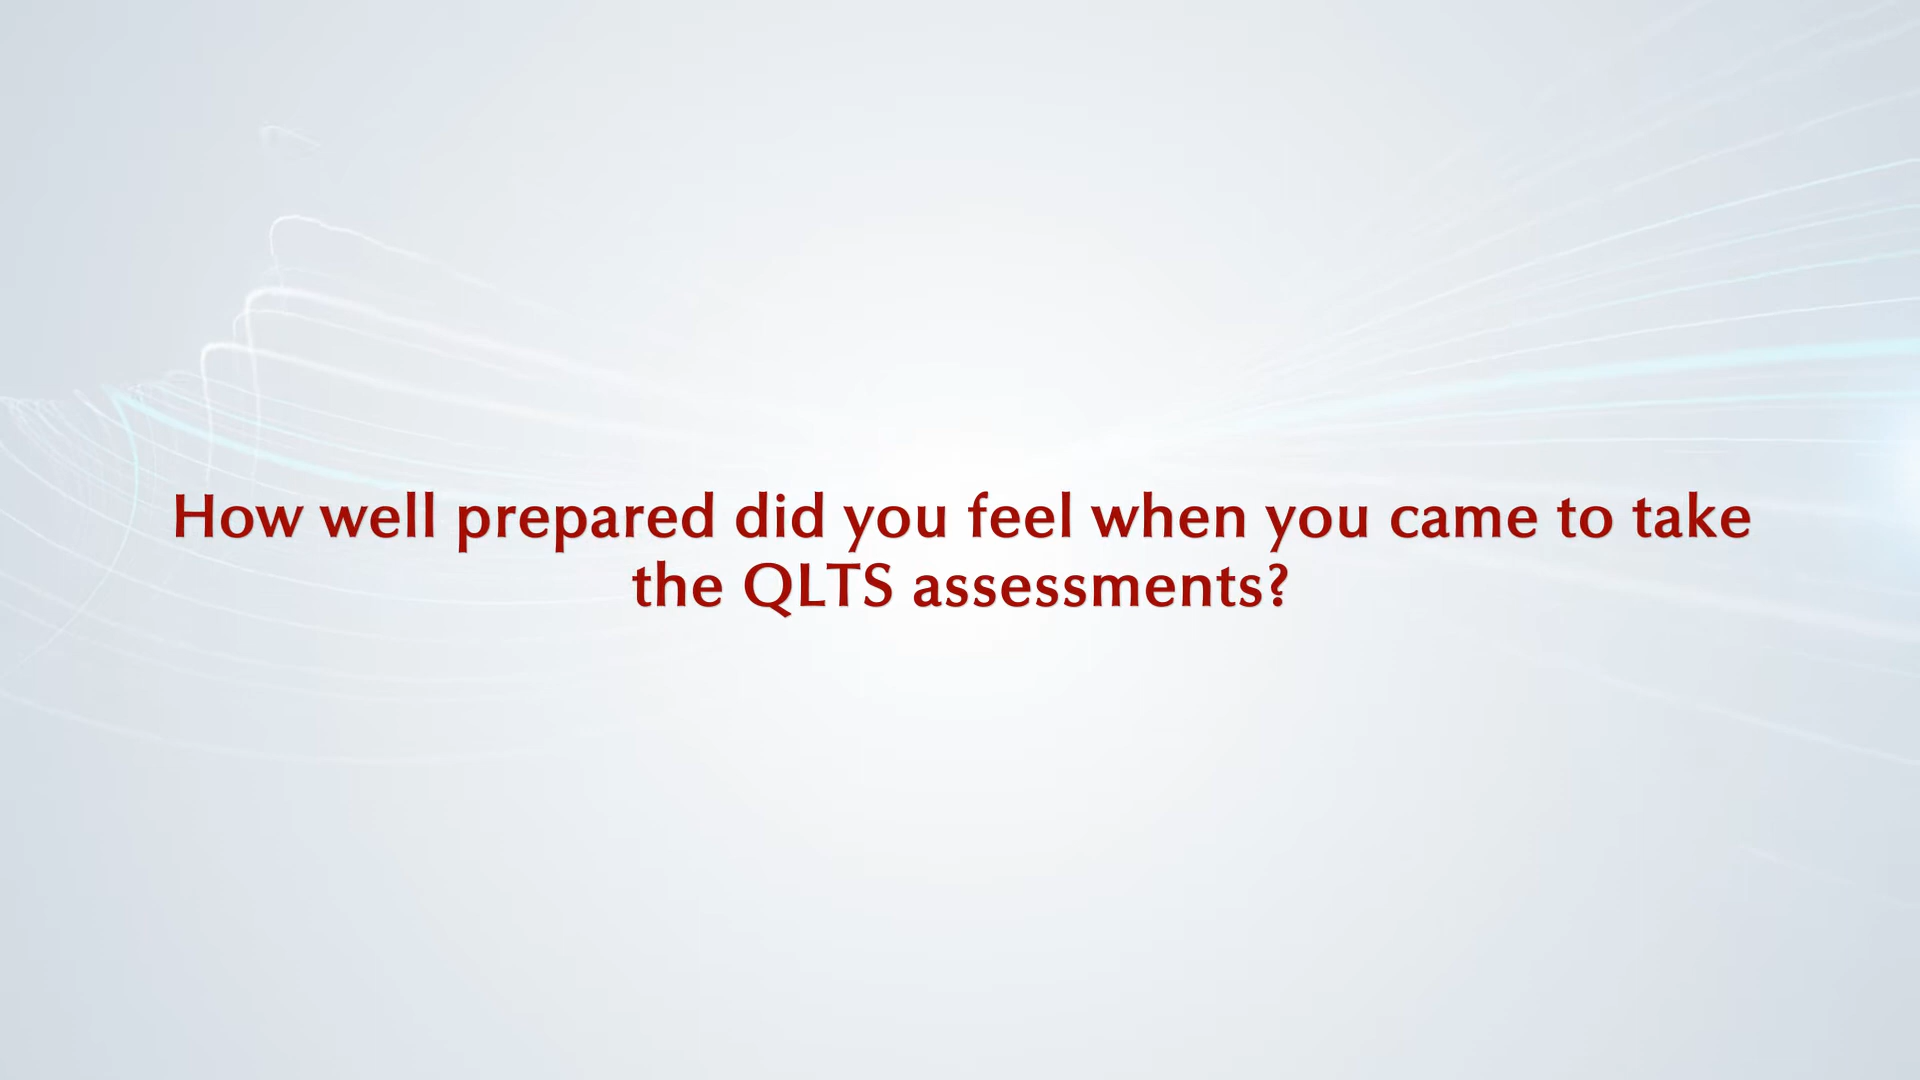 How well prepared did you feel when you came to take
the QLTS assessments?